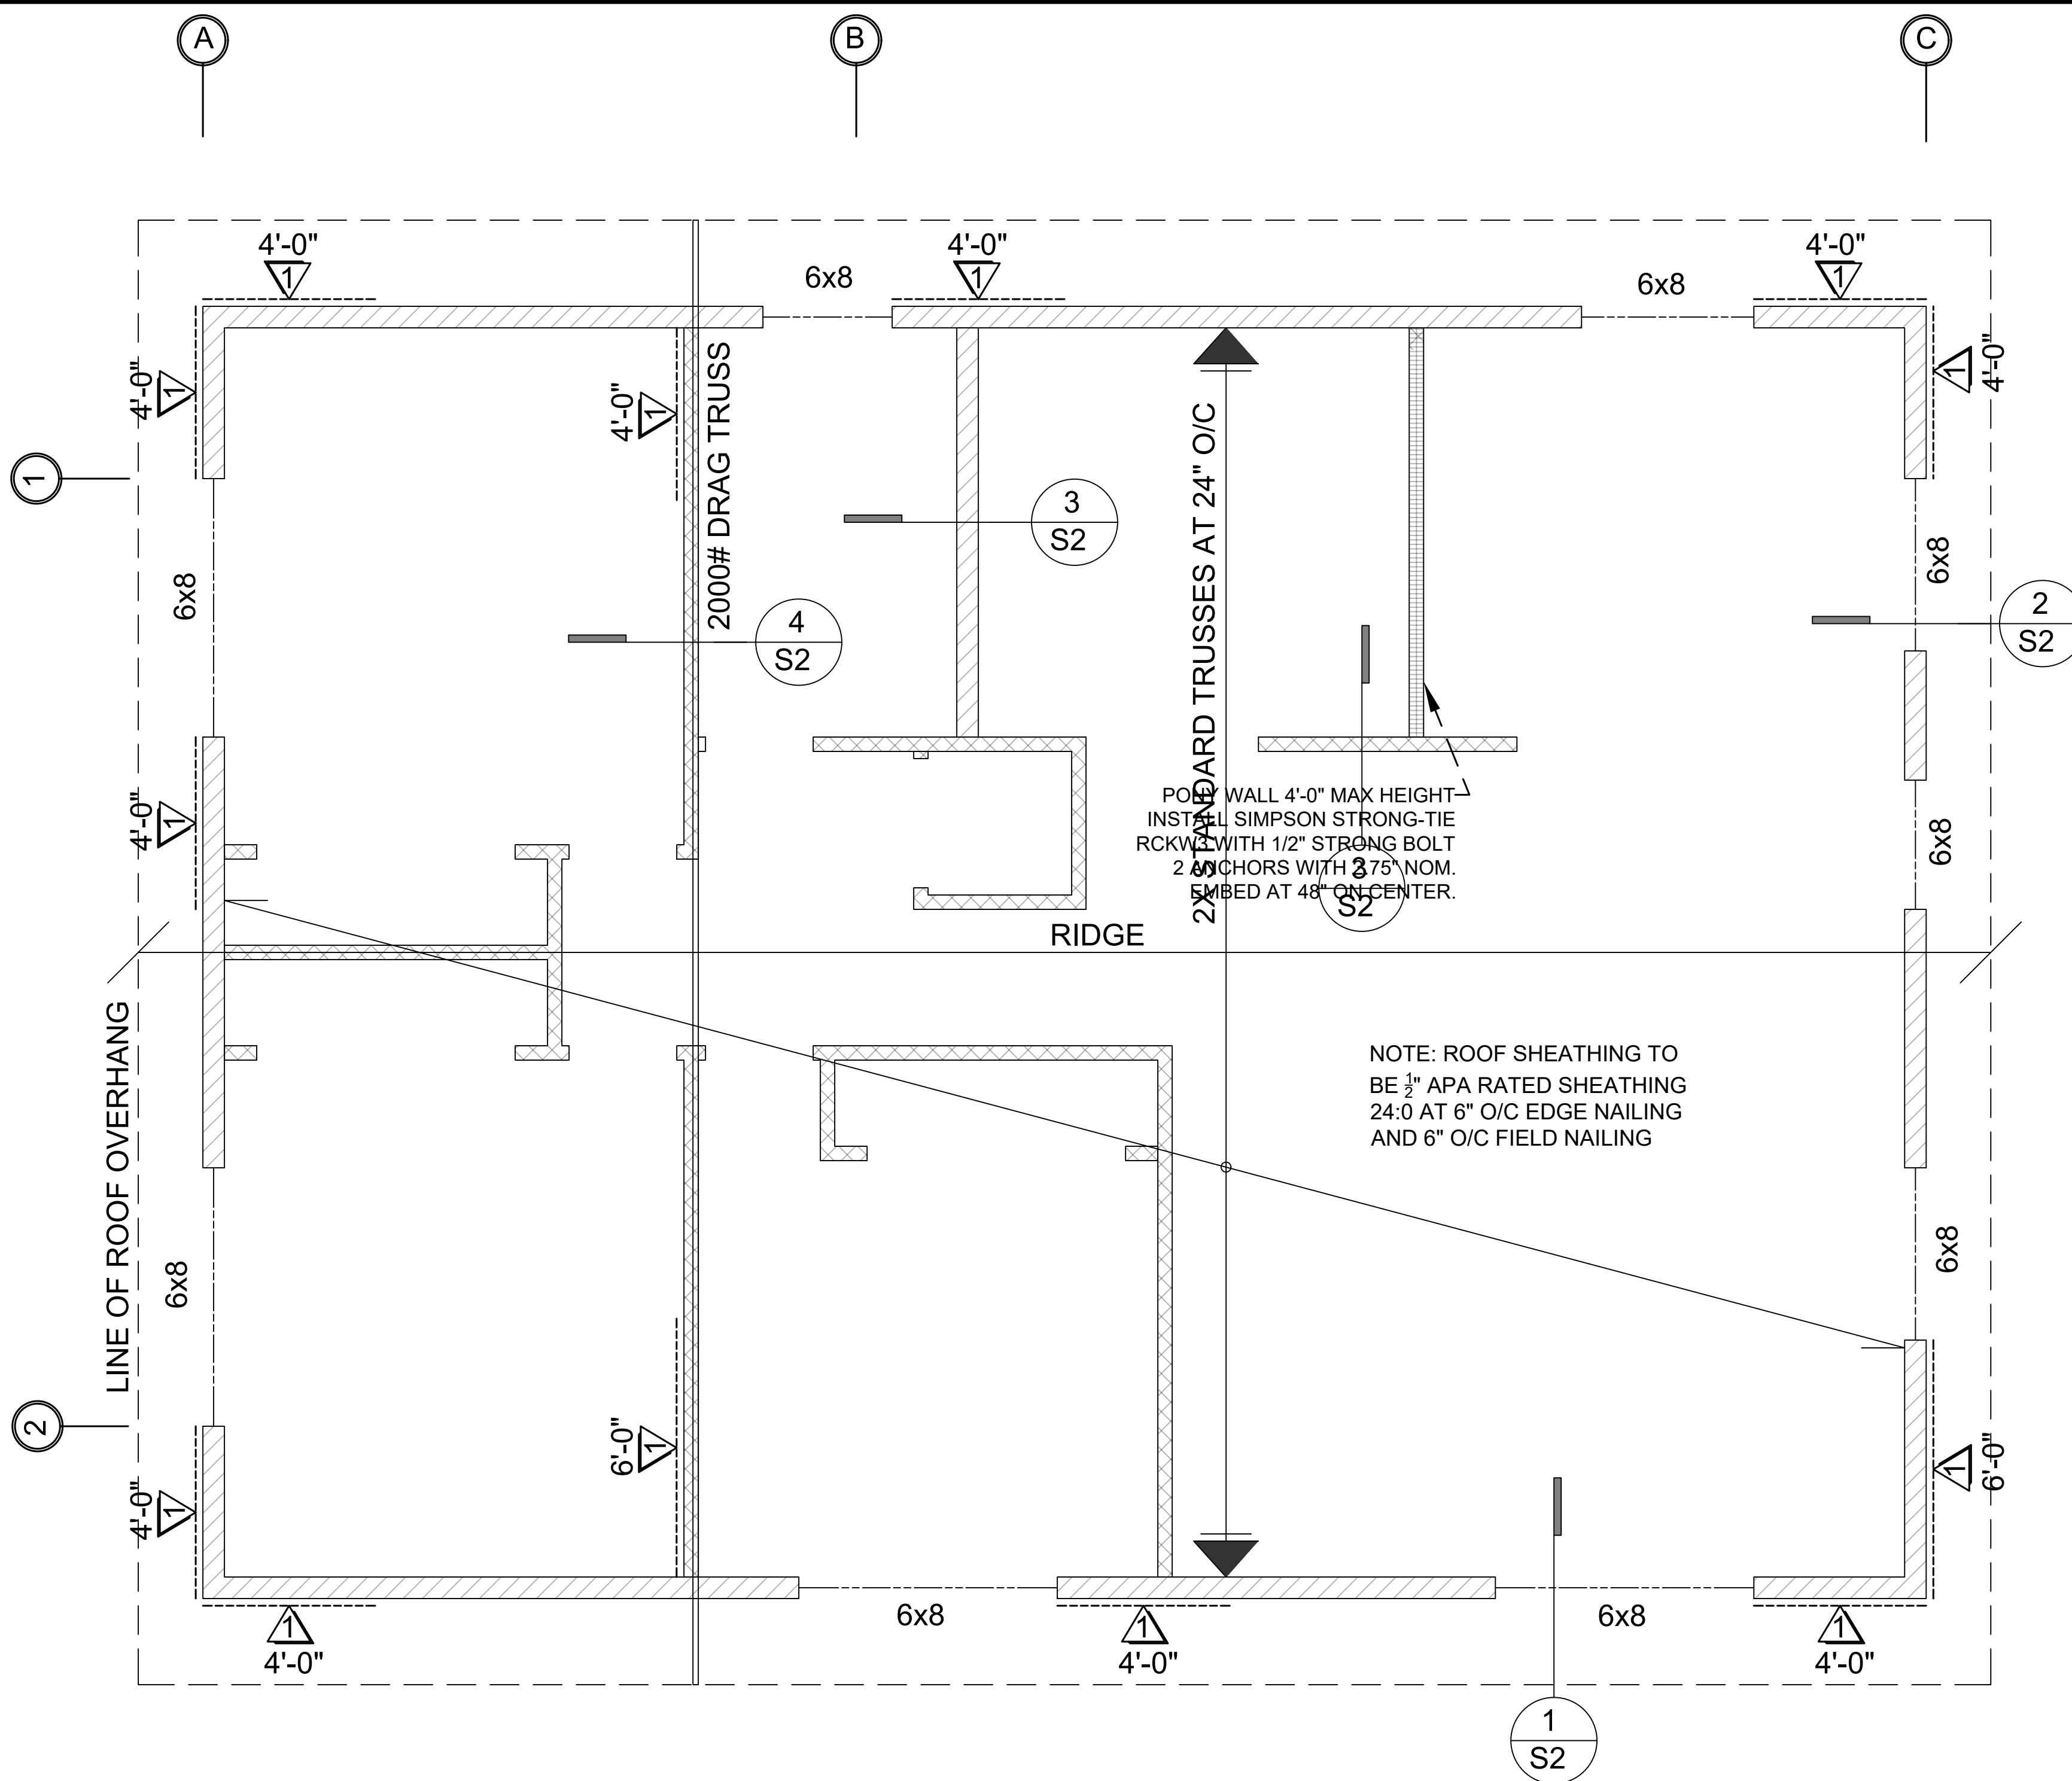 A
B
C
4'-0"
1
6x8
4'-0"
1
6x8
4'-0"
1
4'-0"
1
4'-0"
1
2000# DRAG TRUSS
4'-0"
1
1
3
S2
2X STANDARD TRUSSES AT 24" O/C
6x8
6x8
4
S2
2
S2
4'-0"
1
PONY WALL 4'-0" MAX HEIGHT
INSTALL SIMPSON STRONG-TIE
RCKW3 WITH 1/2" STRONG BOLT
2 ANCHORS WITH 2.75" NOM.
EMBED AT 48" ON CENTER.
3
S2
6x8
RIDGE
LINE OF ROOF OVERHANG
NOTE: ROOF SHEATHING TO
BE 1/2" APA RATED SHEATHING
24:0 AT 6" O/C EDGE NAILING
AND 6" O/C FIELD NAILING
6x8
6x8
2
6'-0"
1
6'-0"
1
4'-0"
1
6x8
6x8
1
4'-0"
1
4'-0"
1
4'-0"
1
S2